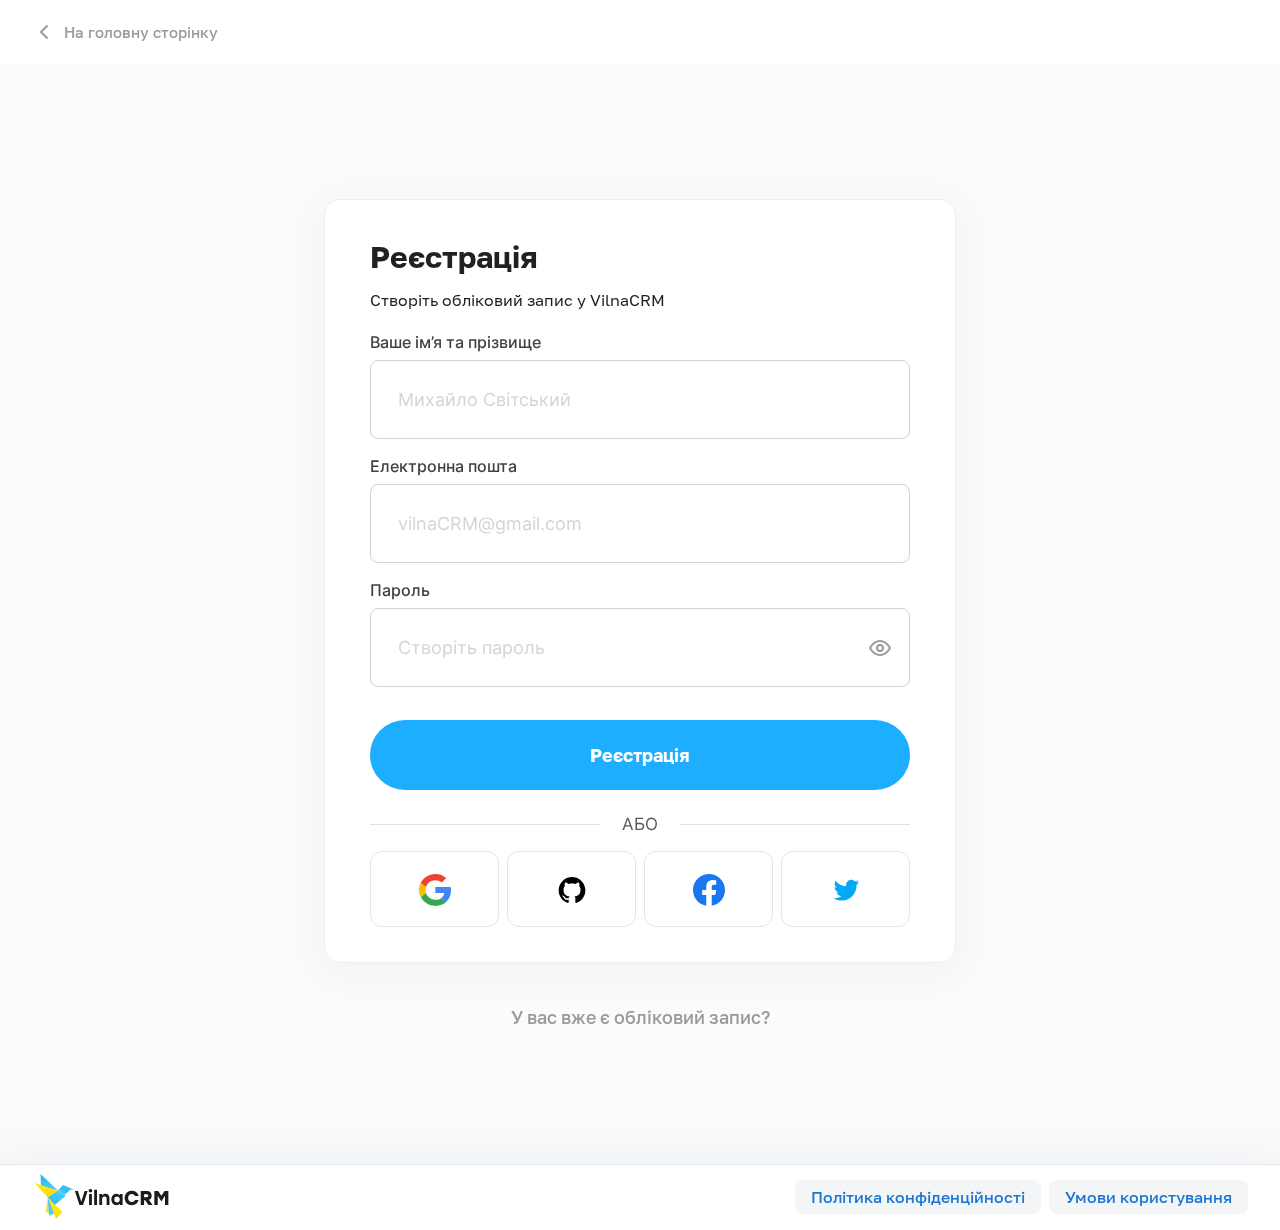 На головну сторінку
Реєстрація
Створіть обліковий запис у VilnaCRM
Ваше ім’я та прізвище
Михайло Світський
Електронна пошта
vilnaCRM@gmail.com
Пароль
Створіть пароль
Реєстрація
АБО
У вас вже є обліковий запис?
VilnaCRM
Політика конфіденційності
Умови користування